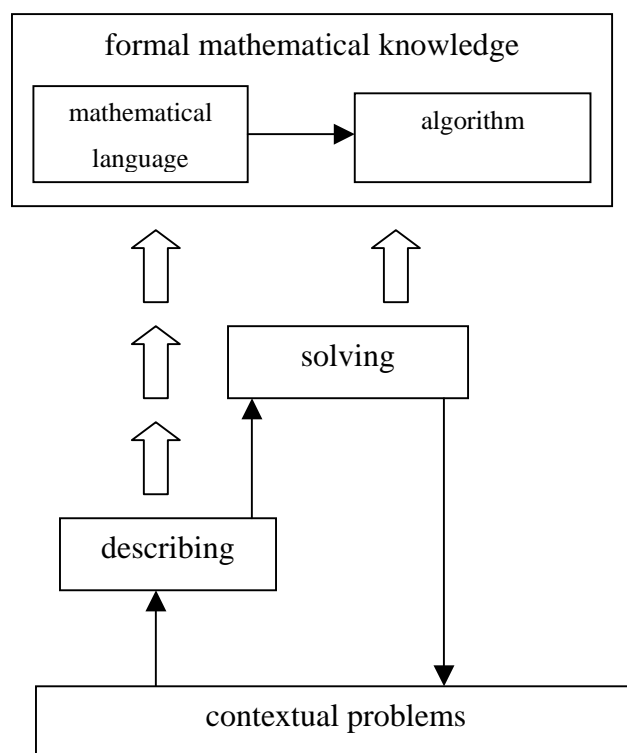 formal mathematical knowledge
mathematical
language
algorithm
solving
describing
contextual problems